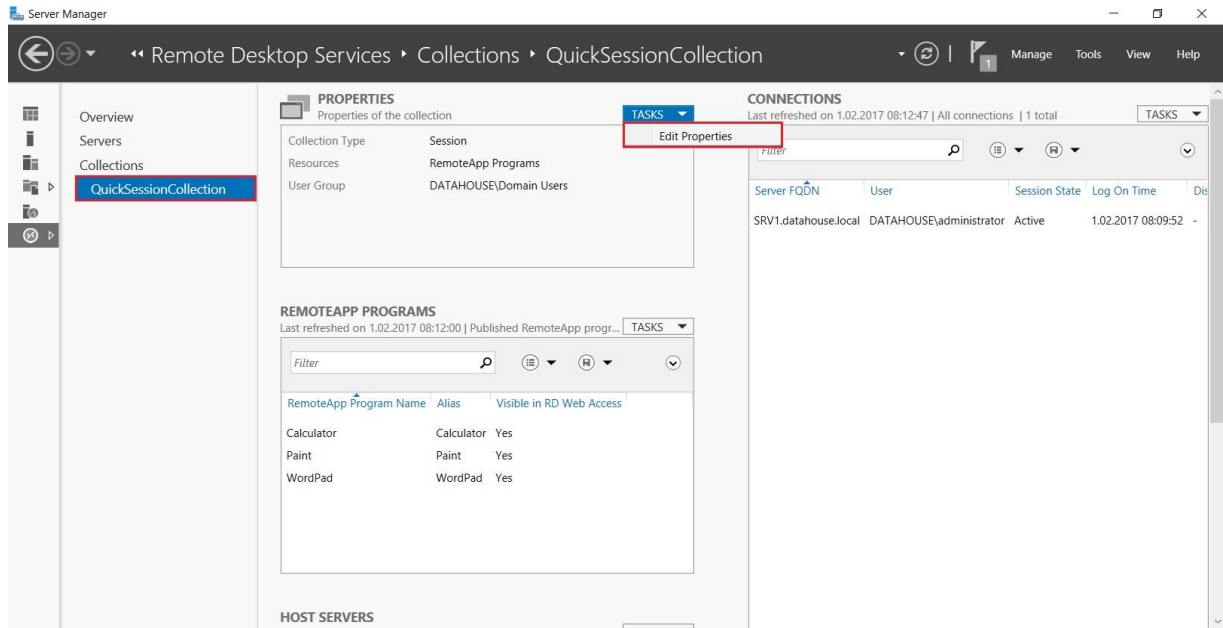 Server Manager
Remote Desktop Services ‣ Collections ‣ QuickSessionCollection
1
Manage Tools View Help
Overview
Servers
Collections
QuickSessionCollection
PROPERTIES
Properties of the collection
TASKS
Edit Properties
Collection Type Session
Resources RemoteApp Programs
User Group DATAHOUSE\Domain Users
REMOTEAPP PROGRAMS
Last refreshed on 1.02.2017 08:12:00 | Published RemoteApp progr...
TASKS
Filter
RemoteApp Program Name Alias Visible in RD Web Access
Calculator Calculator Yes
Paint Paint Yes
WordPad WordPad Yes
HOST SERVERS
CONNECTIONS
Last refreshed on 1.02.2017 08:12:47 | All connections | 1 total
TASKS
Filter
Server FQDN User Session State Log On Time Dis
SRV1.datahouse.local DATAHOUSE\administrator Active 1.02.2017 08:09:52 -